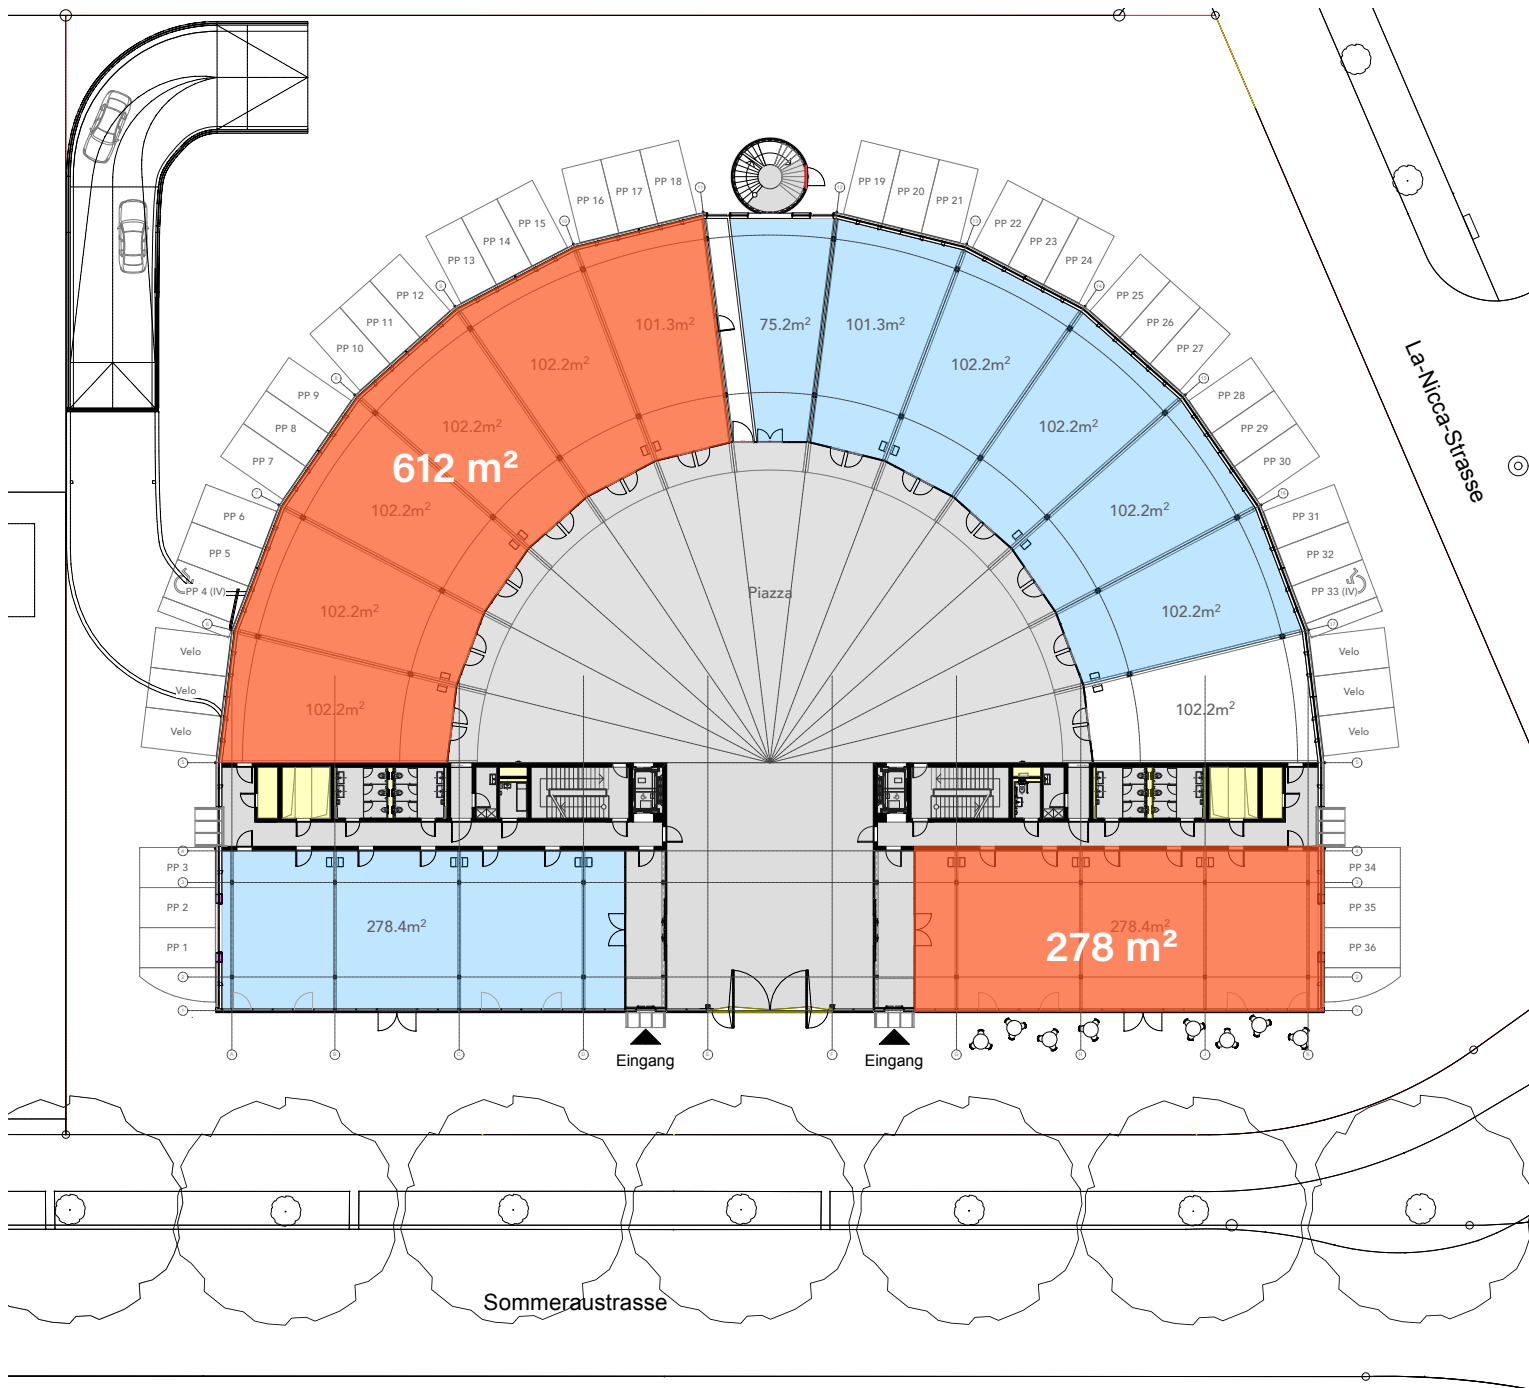 PP 18
PP 17
PP 16
PP 19
PP 20
PP 21
PP 15
PP 14
PP 13
PP 22
PP 23
PP 24
PP 12
PP 11
PP 10
PP 25
PP 26
PP 27
101.3m²
75.2m²
101.3m²
102.2m²
102.2m²
PP 9
PP 8
PP 7
PP 28
PP 29
PP 30
La-Nicca-Strasse
102.2m²
102.2m²
612 m²
102.2m²
102.2m²
PP 6
PP 5
PP 4 (IV)
PP 31
PP 32
PP 33 (IV)
Piazza
102.2m²
102.2m²
Velo
Velo
Velo
Velo
Velo
Velo
102.2m²
102.2m²
PP 3
PP 2
PP 1
PP 34
PP 35
PP 36
278.4m²
278.4m²
278 m²
Eingang
Eingang
Sommeraustrasse